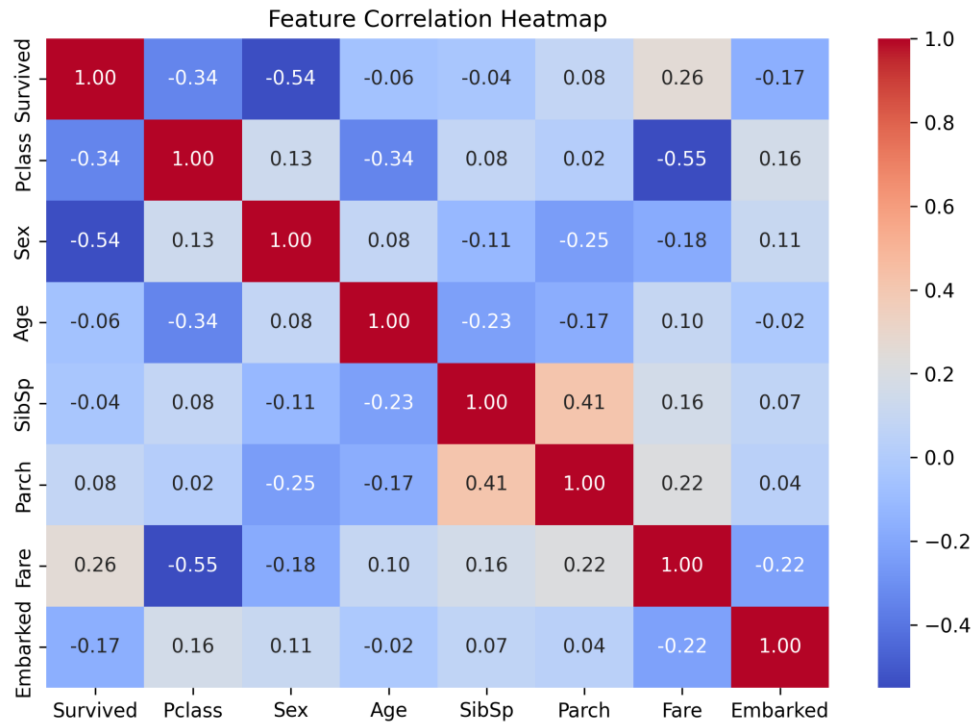 Feature Correlation Heatmap
Survived 1.00 -0.34 -0.54 -0.06 -0.04 0.08 0.26 -0.17
Pclass -0.34 1.00 0.13 -0.34 0.08 0.02 -0.55 0.16
Sex -0.54 0.13 1.00 0.08 -0.11 -0.25 -0.18 0.11
Age -0.06 -0.34 0.08 1.00 -0.23 -0.17 0.10 -0.02
SibSp -0.04 0.08 -0.11 -0.23 1.00 0.41 0.16 0.07
Parch 0.08 0.02 -0.25 -0.17 0.41 1.00 0.22 0.04
Fare 0.26 -0.55 -0.18 0.10 0.16 0.22 1.00 -0.22
Embarked -0.17 0.16 0.11 -0.02 0.07 0.04 -0.22 1.00
Survived Pclass Sex Age SibSp Parch Fare Embarked
1.0
0.8
0.6
0.4
0.2
0.0
−0.2
−0.4